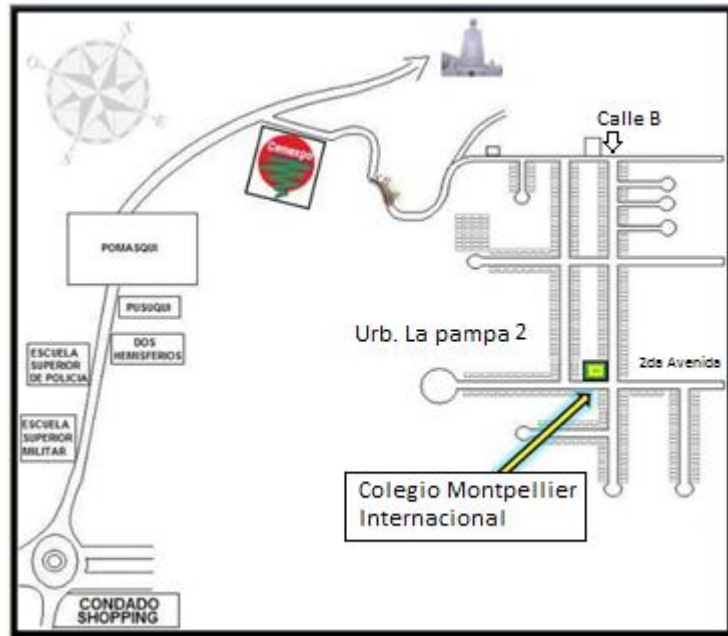 Calle B
Cenexpo
POMASQUI
PUSUQUI
DOS
HEMISFERIOS
ESCUELA
SUPERIOR
DE POLICIA
Urb. La pampa 2
2da Avenida
ESCUELA
SUPERIOR
MILITAR
Colegio Montpellier
Internacional
CONDADO
SHOPPING